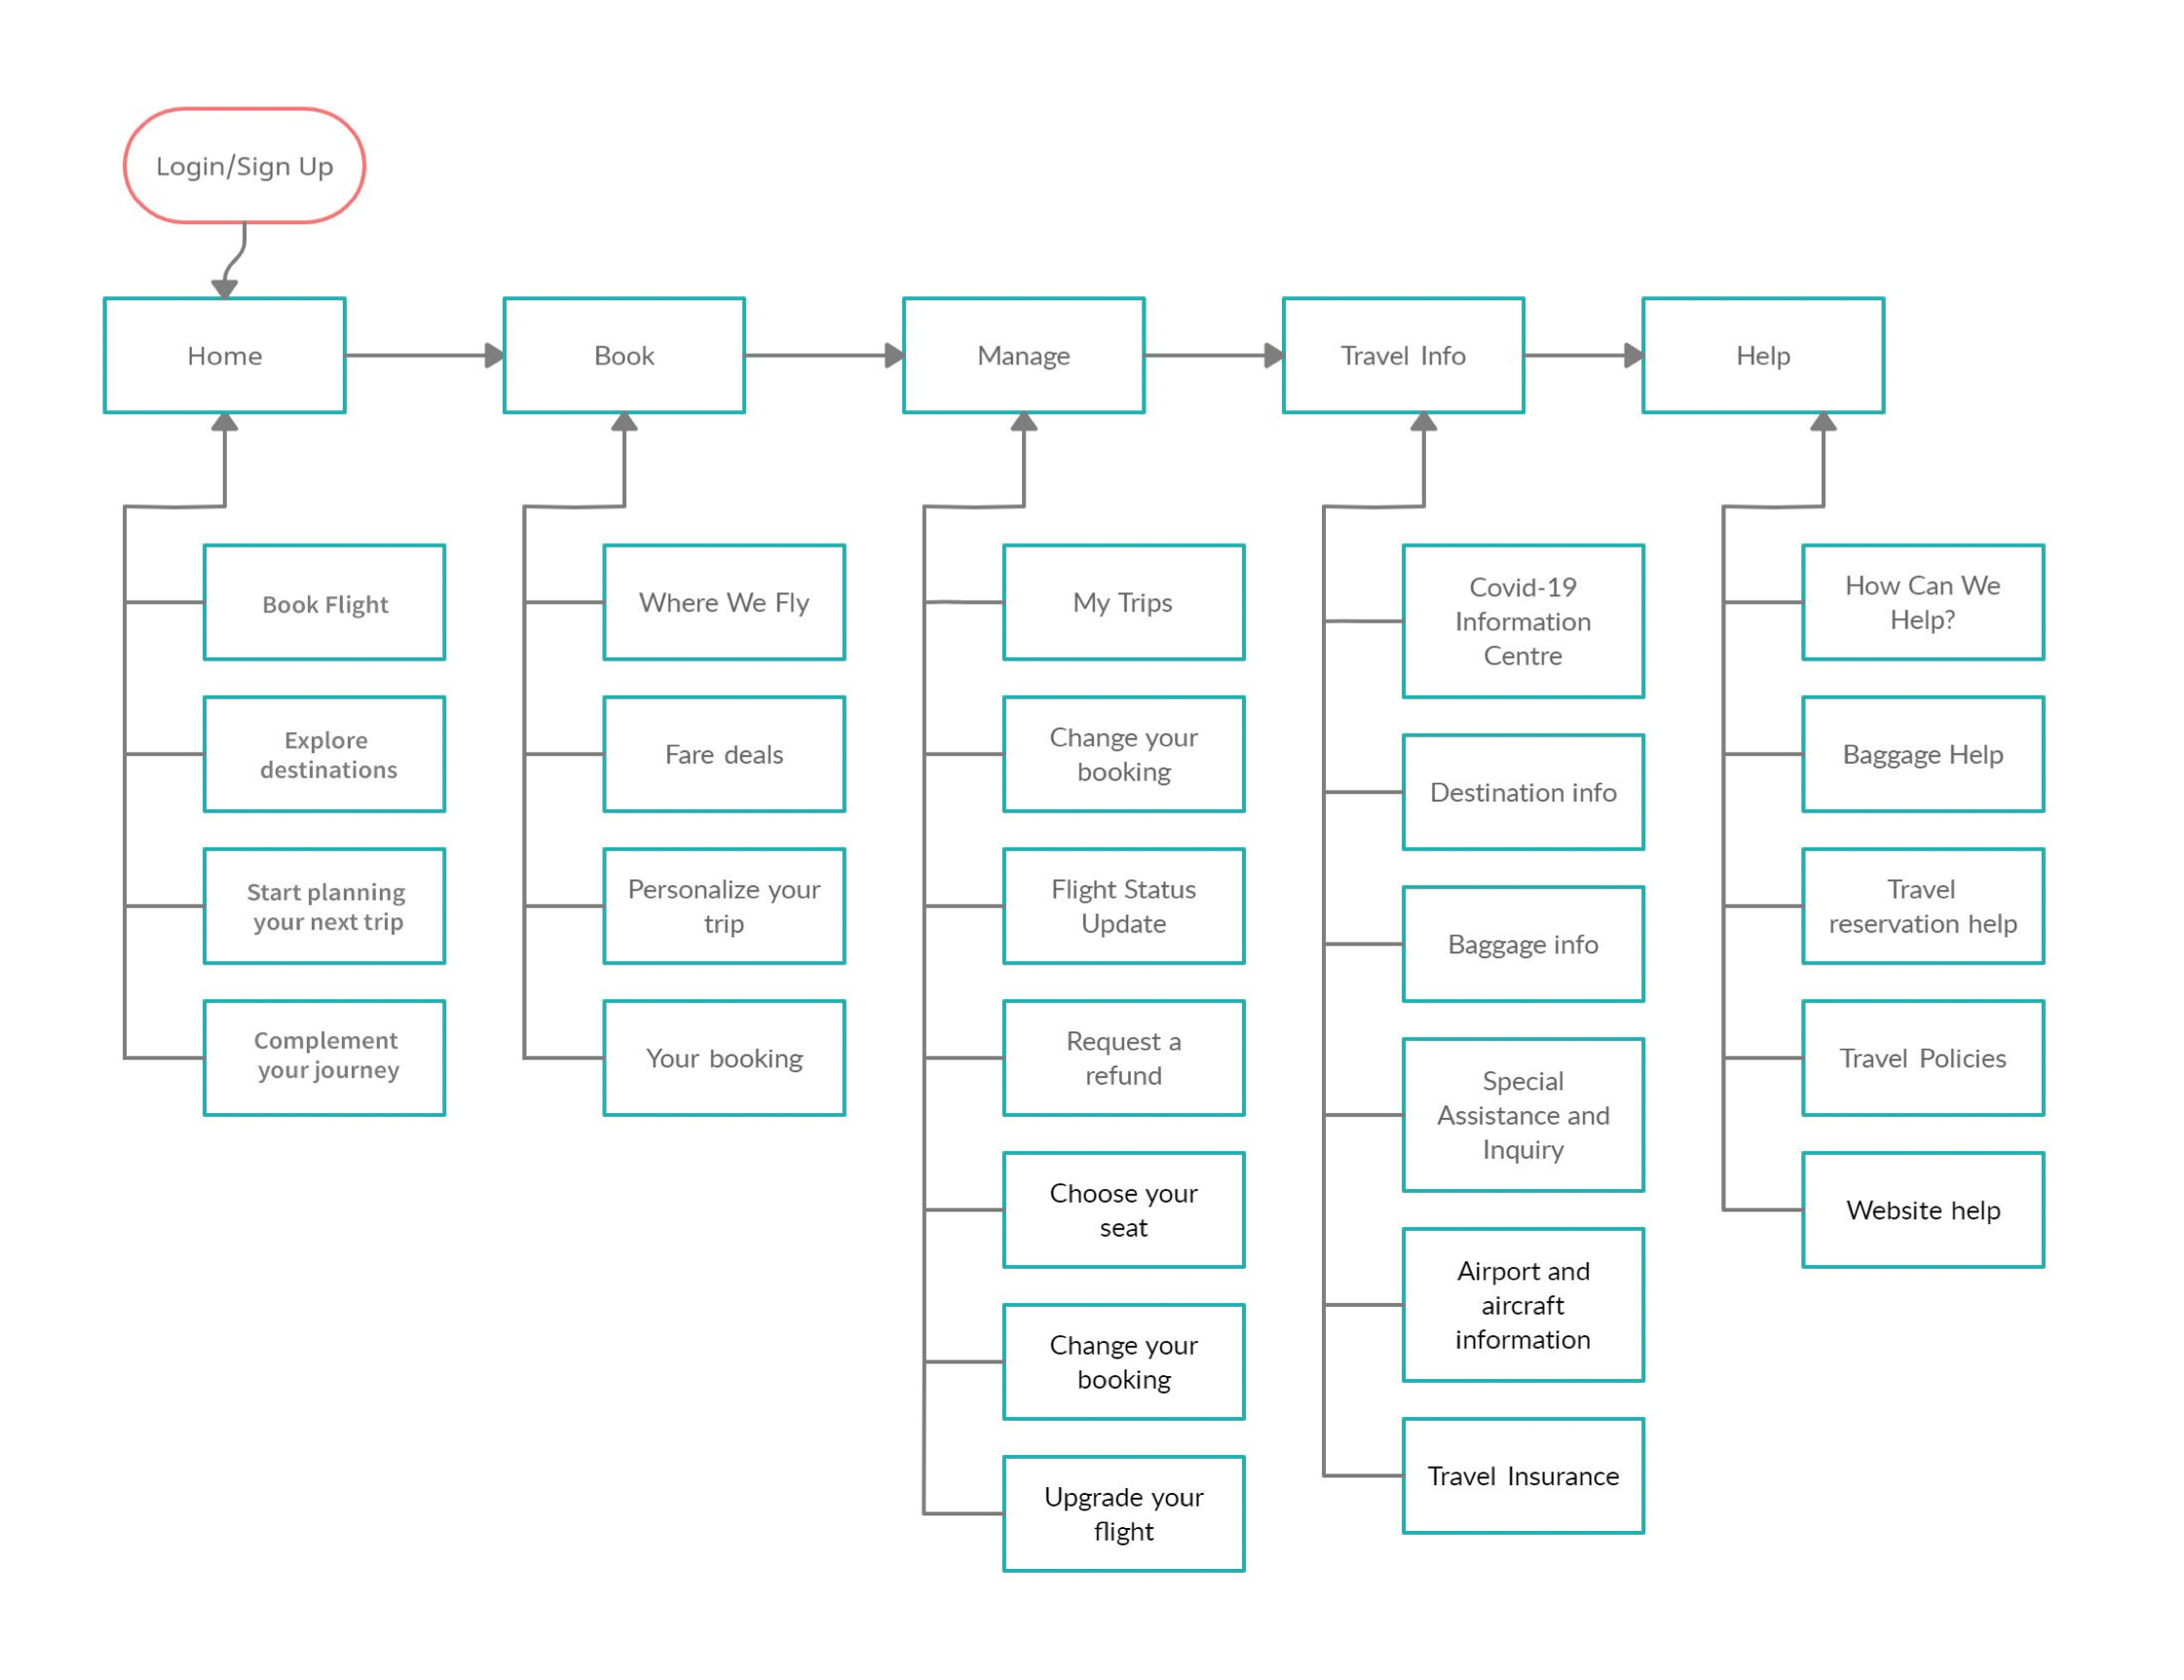 Login/Sign Up
Home
Book
Manage
Travel Info
Help
Book Flight
Explore
destinations
Start planning
your next trip
Complement
your journey
Where We Fly
Fare deals
Personalize your
trip
Your booking
My Trips
Change your
booking
Flight Status
Update
Request a
refund
Choose your
seat
Change your
booking
Upgrade your
flight
Covid-19
Information
Centre
Destination info
Baggage info
Special
Assistance and
Inquiry
Airport and
aircraft
information
Travel Insurance
How Can We
Help?
Baggage Help
Travel
reservation help
Travel Policies
Website help